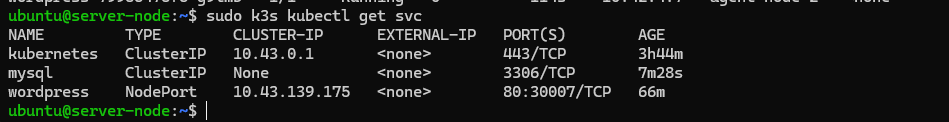 ubuntu@server-node:~$ sudo k3s kubectl get svc
NAME         TYPE        CLUSTER-IP      EXTERNAL-IP   PORT(S)        AGE
kubernetes   ClusterIP   10.43.0.1       <none>        443/TCP        3h44m
mysql        ClusterIP   None            <none>        3306/TCP       7m28s
wordpress    NodePort    10.43.139.175   <none>        80:30007/TCP   66m
ubuntu@server-node:~$